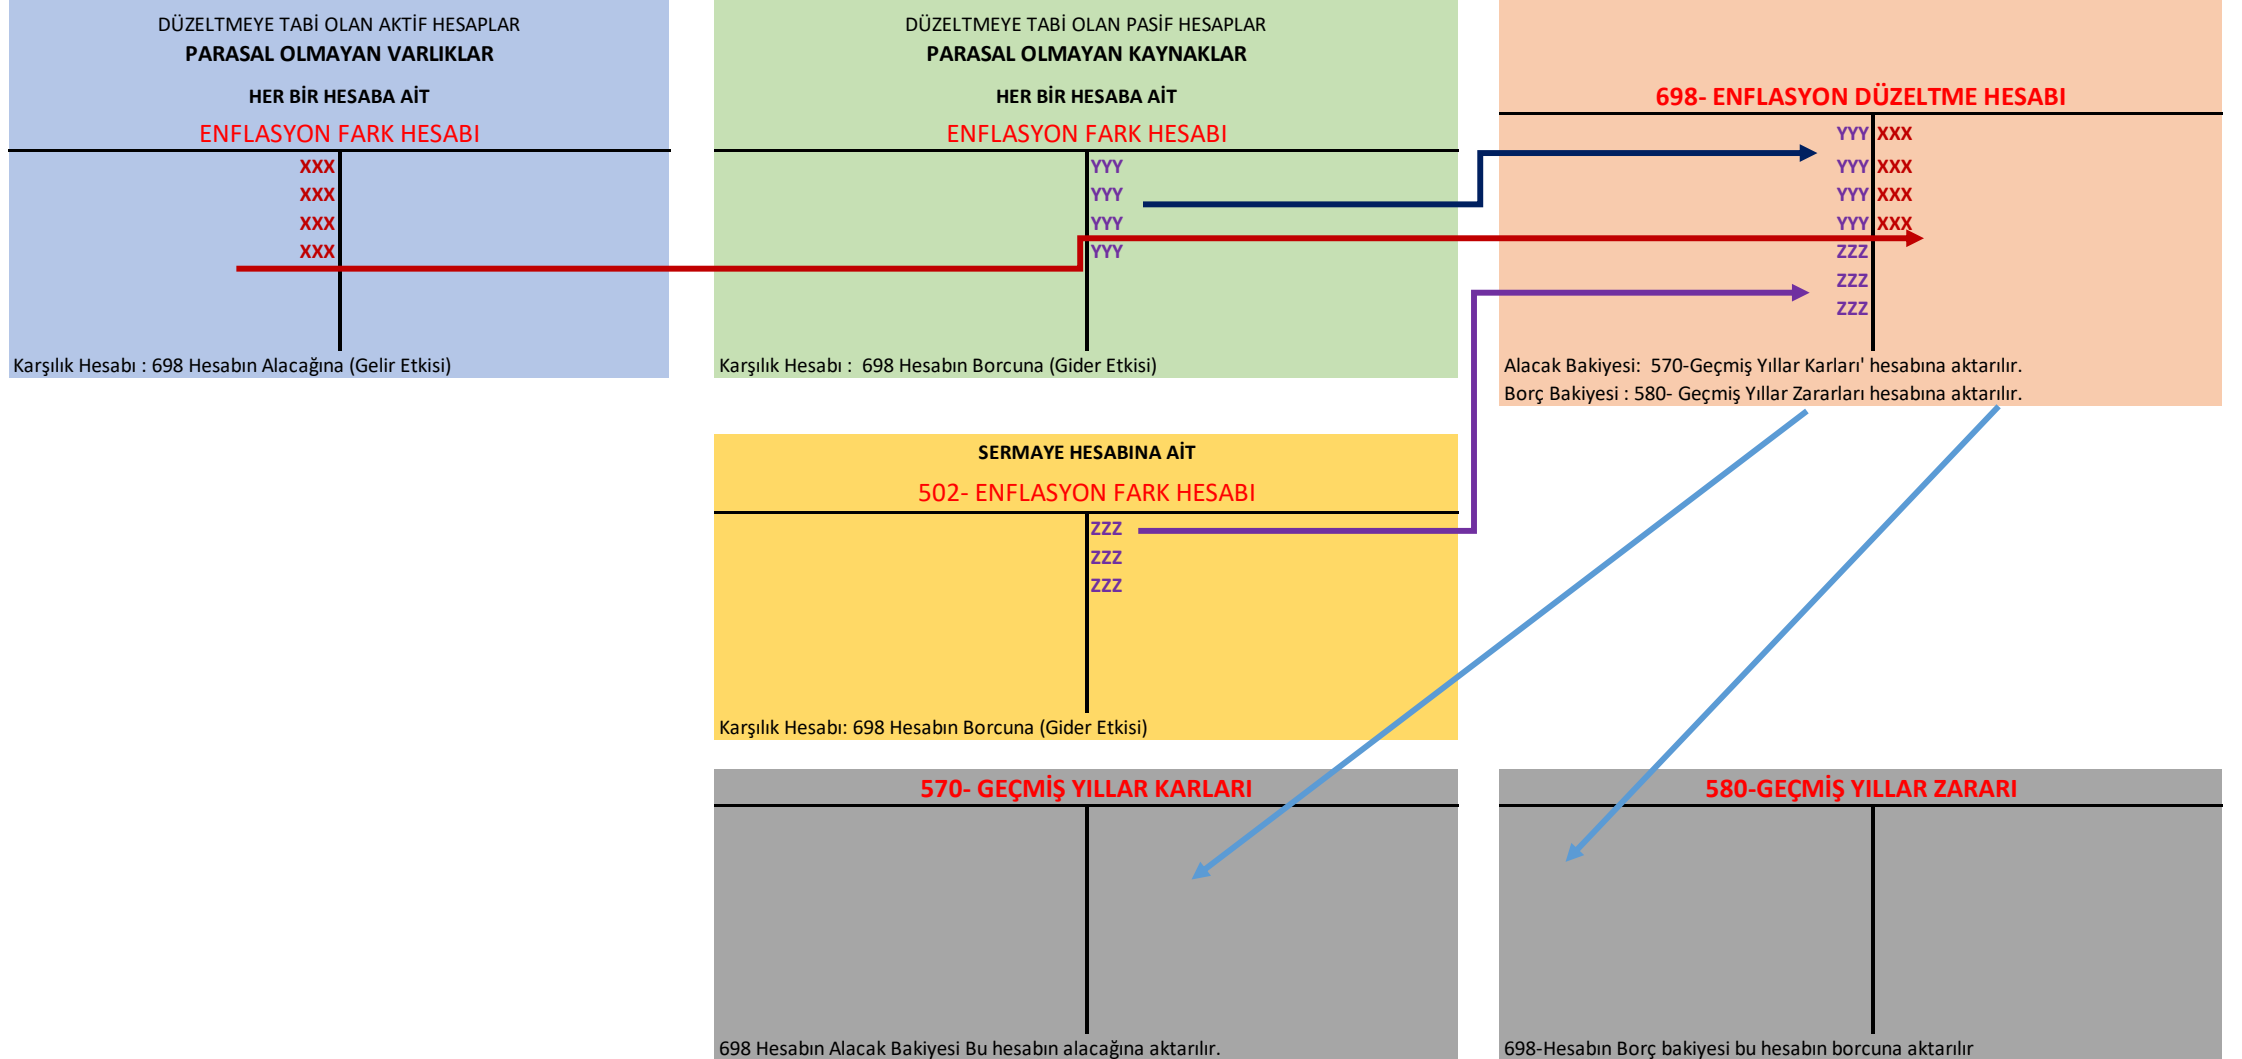 DÜZELTMEYE TABİ OLAN AKTİF HESAPLAR
PARASAL OLMAYAN VARLIKLAR
HER BİR HESABA AİT
ENFLASYON FARK HESABI
XXX
XXX
XXX
XXX
Karşılık Hesabı : 698 Hesabın Alacağına (Gelir Etkisi)
DÜZELTMEYE TABİ OLAN PASİF HESAPLAR
PARASAL OLMAYAN KAYNAKLAR
HER BİR HESABA AİT
ENFLASYON FARK HESABI
YYY
YYY
YYY
YYY
Karşılık Hesabı : 698 Hesabın Borcuna (Gider Etkisi)
698- ENFLASYON DÜZELTME HESABI
YYY XXX
YYY XXX
YYY XXX
YYY XXX
ZZZ
ZZZ
ZZZ
Alacak Bakiyesi: 570-Geçmiş Yıllar Karları' hesabına aktarılır.
Borç Bakiyesi : 580- Geçmiş Yıllar Zararları hesabına aktarılır.
SERMAYE HESABINA AİT
502- ENFLASYON FARK HESABI
ZZZ
ZZZ
ZZZ
Karşılık Hesabı: 698 Hesabın Borcuna (Gider Etkisi)
570- GEÇMİŞ YILLAR KARLARI
698 Hesabın Alacak Bakiyesi Bu hesabın alacağına aktarılır.
580-GEÇMİŞ YILLAR ZARARI
698-Hesabın Borç bakiyesi bu hesabın borcuna aktarılır